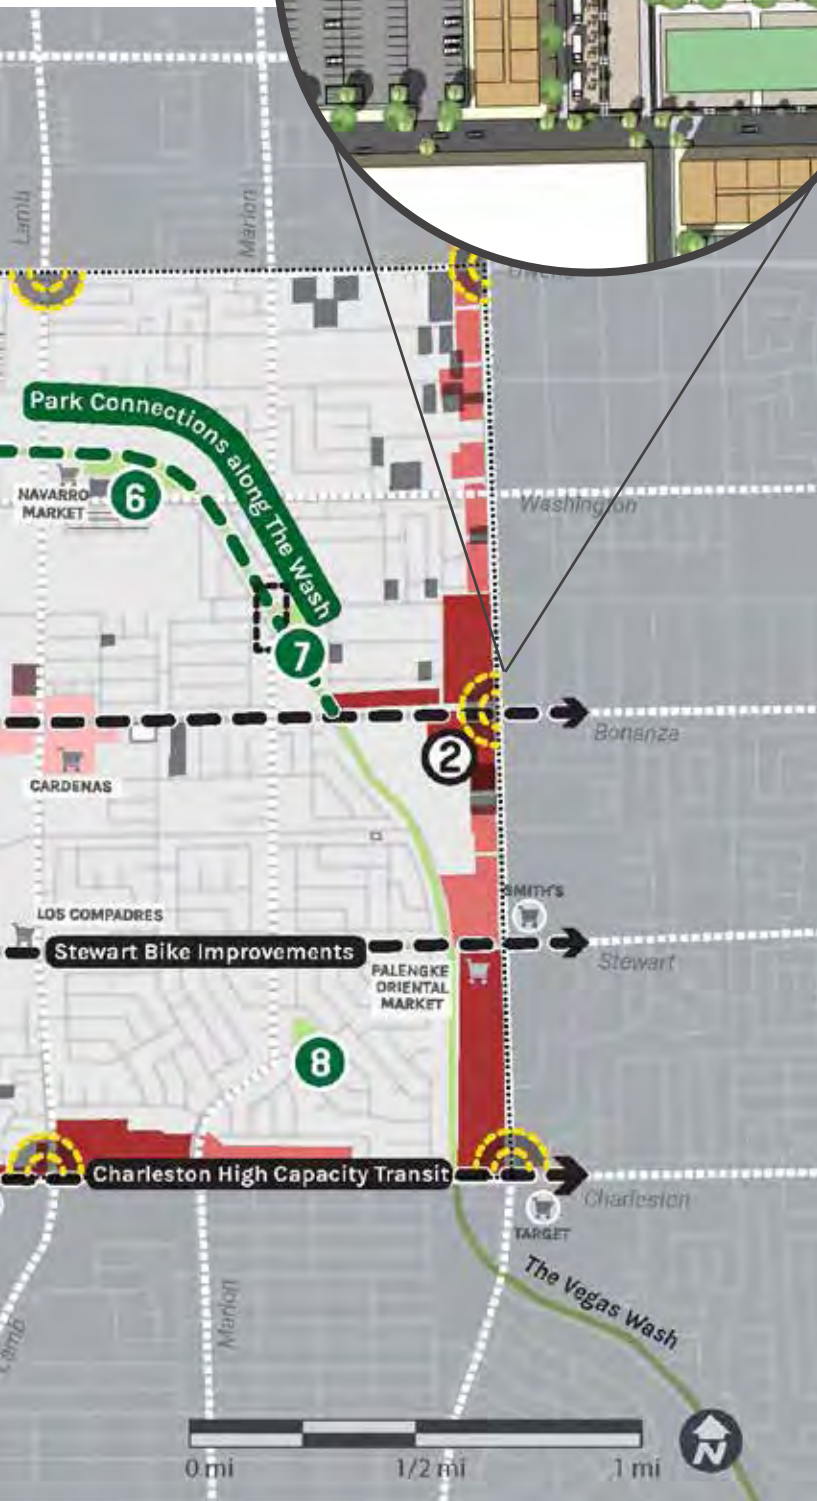 Lamb
Marion
Park Connections along The Wash
NAVARRO
MARKET
6
Washington
7
Bonanza
2
CARDENAS
SMITH'S
LOS COMPADRES
Stewart Bike Improvements
Stewart
PALENGKE
ORIENTAL
MARKET
8
Charleston High Capacity Transit
Charleston
TARGET
The Vegas Wash
Marion
Lamb
N
0 mi
1/2 mi
1 mi